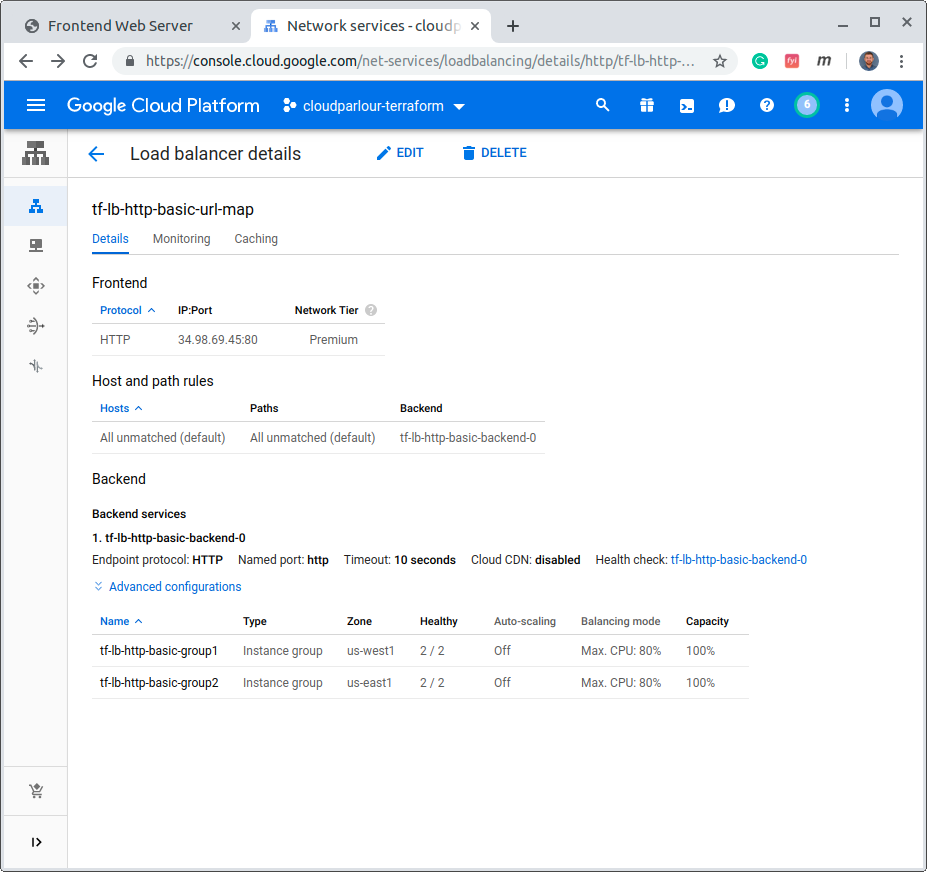 Frontend Web Server
Network services - cloudp
https://console.cloud.google.com/net-services/loadbalancing/details/http/tf-lb-http-...
fyi
m
Google Cloud Platform
cloudparlour-terraform
6
Load balancer details
EDIT
DELETE
tf-lb-http-basic-url-map
Details Monitoring Caching
Frontend
Protocol IP:Port Network Tier ?
HTTP 34.98.69.45:80 Premium
Host and path rules
Hosts Paths Backend
All unmatched (default) All unmatched (default) tf-lb-http-basic-backend-0
Backend
Backend services
1. tf-lb-http-basic-backend-0
Endpoint protocol: HTTP Named port: http Timeout: 10 seconds Cloud CDN: disabled Health check: tf-lb-http-basic-backend-0
Advanced configurations
Name Type Zone Healthy Auto-scaling Balancing mode Capacity
tf-lb-http-basic-group1 Instance group us-west1 2 / 2 Off Max. CPU: 80% 100%
tf-lb-http-basic-group2 Instance group us-east1 2 / 2 Off Max. CPU: 80% 100%